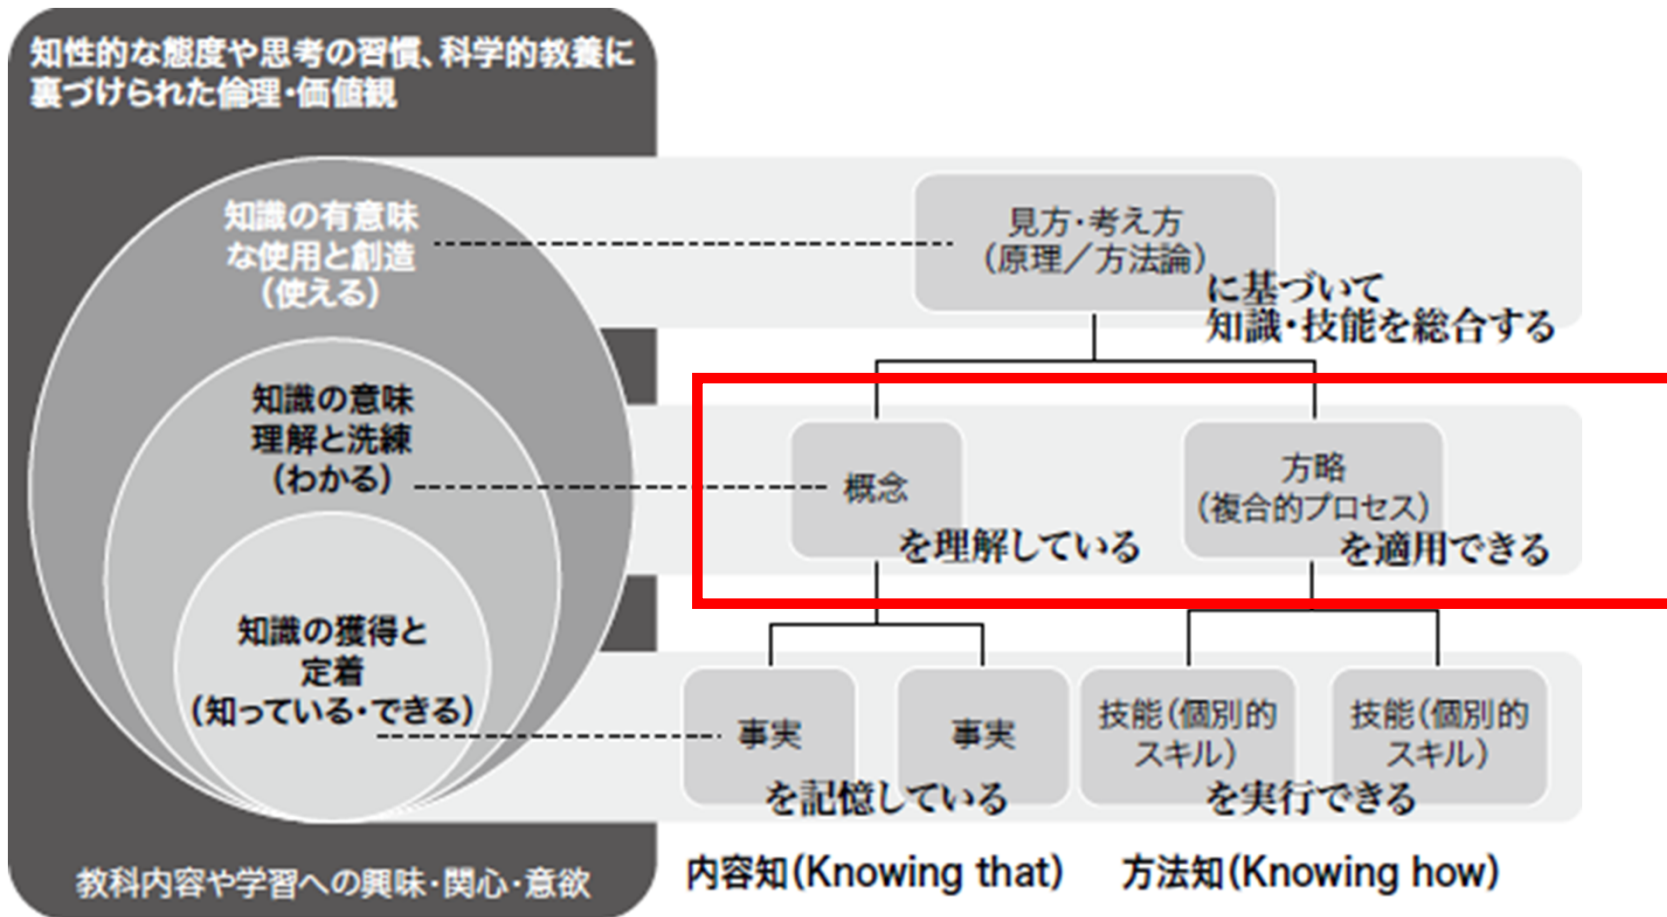 知性的な態度や思考の習慣、科学的教養に
裏づけられた倫理・価値観
知識の有意味
な使用と創造
（使える）
見方・考え方
（原理／方法論）
に基づいて
知識・技能を総合する
知識の意味
理解と洗練
（わかる）
概念
を理解している
方略
（複合的プロセス）
を適用できる
知識の獲得と
定着
（知っている・できる）
事実
事実
を記憶している
技能（個別的
スキル）
技能（個別的
スキル）
を実行できる
教科内容や学習への興味・関心・意欲
内容知（Knowing that）
方法知（Knowing how）